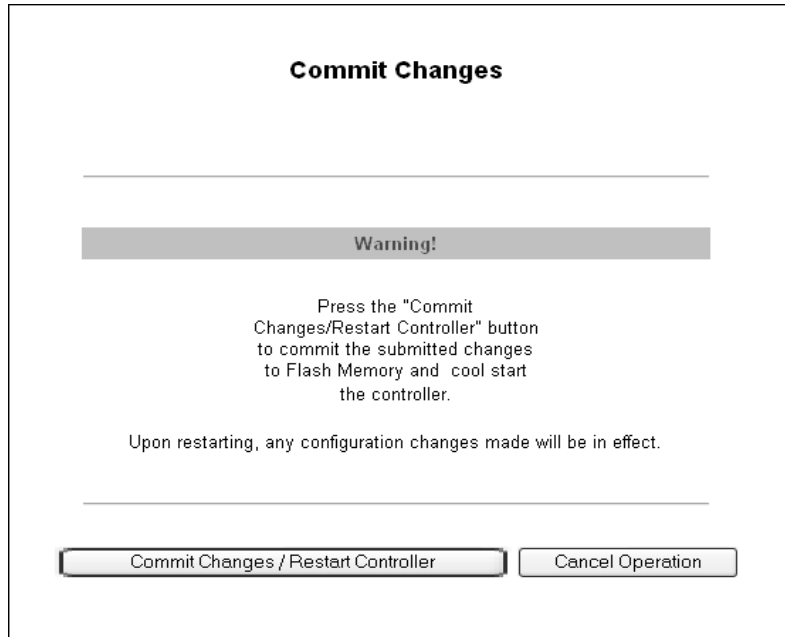 Commit Changes
Warning!
Press the "Commit
Changes/Restart Controller" button
to commit the submitted changes
to Flash Memory and  cool start
the controller.
Upon restarting, any configuration changes made will be in effect.
Commit Changes / Restart Controller
Cancel Operation